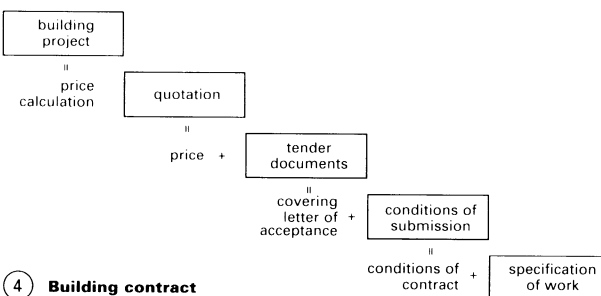 building
project
=
price
calculation
quotation
=
price +
tender
documents
=
covering
letter of +
acceptance
conditions of
submission
=
conditions of +
contract
specification
of work
4 Building contract